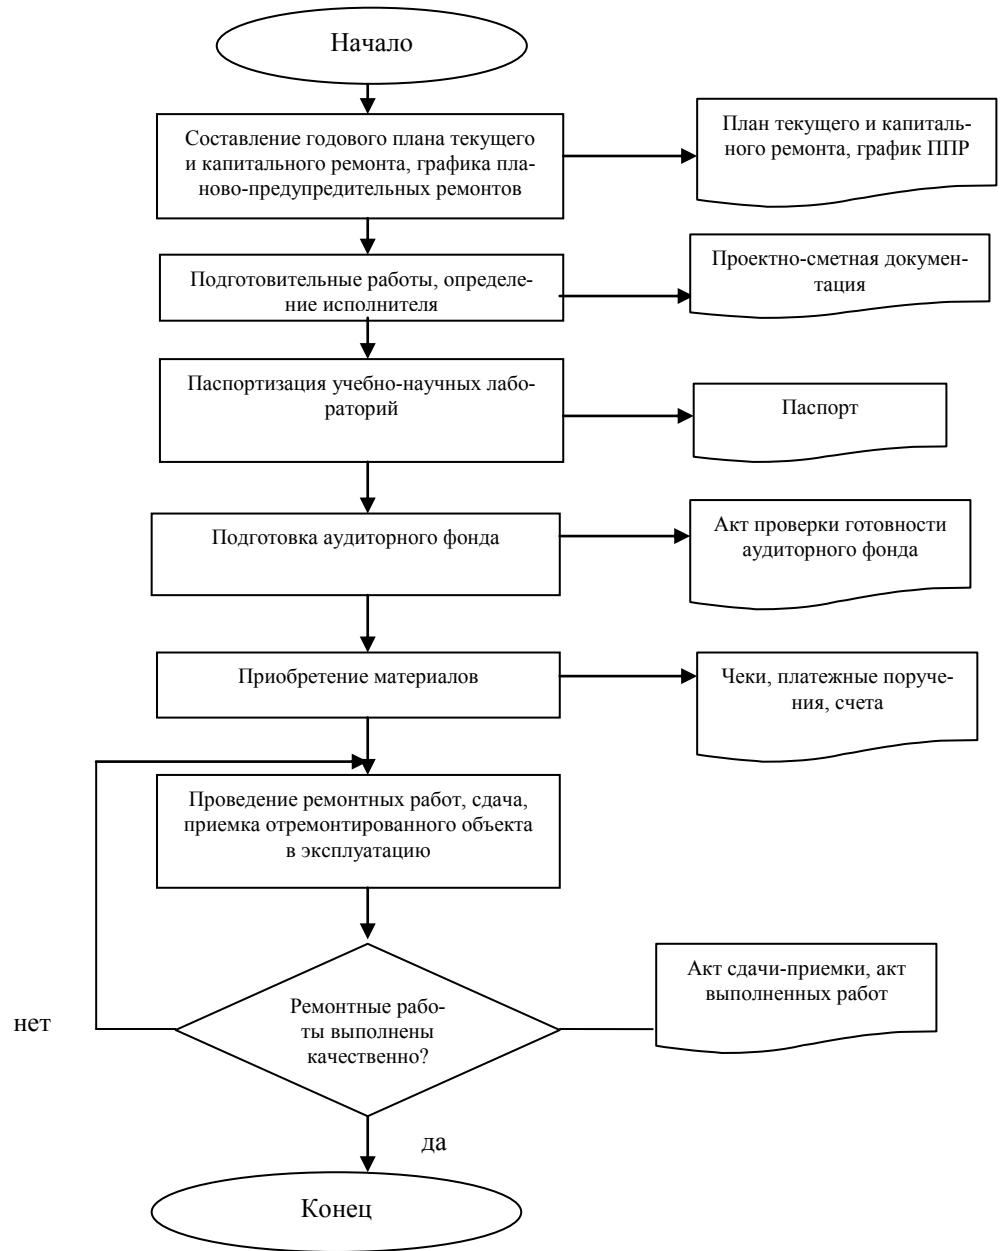 Начало
Составление годового плана текущего
и капитального ремонта, графика пла-
ново-предупредительных ремонтов
План текущего и капиталь-
ного ремонта, график ППР
Подготовительные работы, определе-
ние исполнителя
Проектно-сметная докумен-
тация
Паспортизация учебно-научных лабо-
раторий
Паспорт
Подготовка аудиторного фонда
Акт проверки готовности
аудиторного фонда
Приобретение материалов
Чеки, платежные поруче-
ния, счета
Проведение ремонтных работ, сдача,
приемка отремонтированного объекта
в эксплуатацию
Ремонтные рабо-
ты выполнены
качественно?
Акт сдачи-приемки, акт
выполненных работ
нет
да
Конец